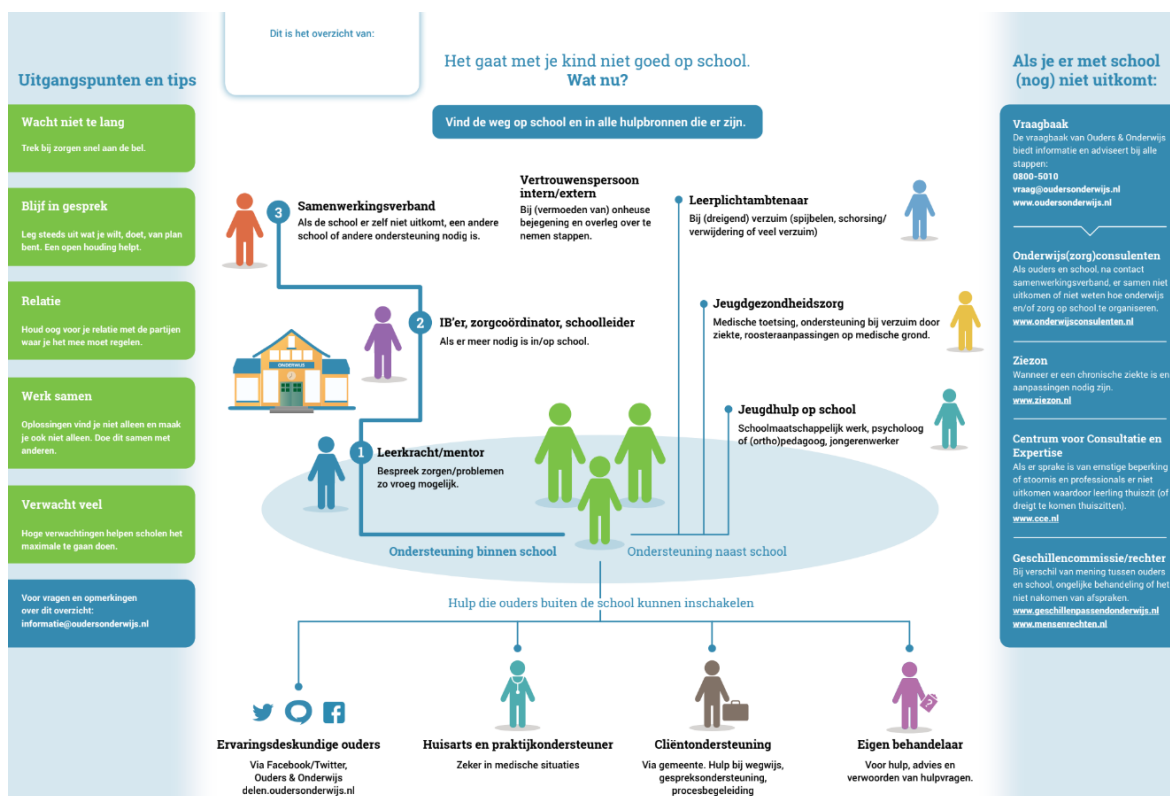 Dit is het overzicht van:
Het gaat met je kind niet goed op school.
Wat nu?
Vind de weg op school en in alle hulpbronnen die er zijn.
Uitgangspunten en tips
Wacht niet te lang
Trek bij zorgen snel aan de bel.
Blijf in gesprek
Leg steeds uit wat je wilt, doet, van plan
bent. Een open houding helpt.
Relatie
Houd oog voor je relatie met de partijen
waar je het mee moet regelen.
Werk samen
Oplossingen vind je niet alleen en maak
je ook niet alleen. Doe dit samen met
anderen.
Verwacht veel
Hoge verwachtingen helpen scholen het
maximale te gaan doen.
Voor vragen en opmerkingen
over dit overzicht:
informatie@oudersonderwijs.nl
3
Samenwerkingsverband
Als de school er zelf niet uitkomt, een andere
school of andere ondersteuning nodig is.
2
IB'er, zorgcoördinator, schoolleider
Als er meer nodig is in/op school.
ONDERWIJS
1
Leerkracht/mentor
Bespreek zorgen/problemen
zo vroeg mogelijk.
Vertrouwenspersoon
intern/extern
Bij (vermoeden van) onheuse
bejegening en overleg over te
nemen stappen.
Leerplichtambtenaar
Bij (dreigend) verzuim (spijbelen, schorsing/
verwijdering of veel verzuim)
Jeugdgezondheidszorg
Medische toetsing, ondersteuning bij verzuim door
ziekte, roosteraanpassingen op medische grond.
Jeugdhulp op school
Schoolmaatschappelijk werk, psycholoog
of (ortho)pedagoog, jongerenwerker
Ondersteuning binnen school
Ondersteuning naast school
Hulp die ouders buiten de school kunnen inschakelen
Ervaringsdeskundige ouders
Via Facebook/Twitter,
Ouders & Onderwijs
delen.oudersonderwijs.nl
Huisarts en praktijkondersteuner
Zeker in medische situaties
Cliëntondersteuning
Via gemeente. Hulp bij wegwijs,
gespreksondersteuning,
procesbegeleiding
Eigen behandelaar
Voor hulp, advies en
verwoorden van hulpvragen.
Als je er met school
(nog) niet uitkomt:
Vraagbaak
De vraagbaak van Ouders & Onderwijs
biedt informatie en adviseert bij alle
stappen:
0800-5010
vraag@oudersonderwijs.nl
www.oudersonderwijs.nl
Onderwijs(zorg)consulenten
Als ouders en school, na contact
samenwerkingsverband, er samen niet
uitkomen of niet weten hoe onderwijs
en/of zorg op school te organiseren.
www.onderwijsconsulenten.nl
Ziezon
Wanneer er een chronische ziekte is en
aanpassingen nodig zijn.
www.ziezon.nl
Centrum voor Consultatie en
Expertise
Als er sprake is van ernstige beperking
of stoornis en professionals er niet
uitkomen waardoor leerling thuiszit (of
dreigt te komen thuiszitten).
www.cce.nl
Geschillencommissie/rechter
Bij verschil van mening tussen ouders
en school, ongelijke behandeling of het
niet nakomen van afspraken.
www.geschillenpassendonderwijs.nl
www.mensenrechten.nl